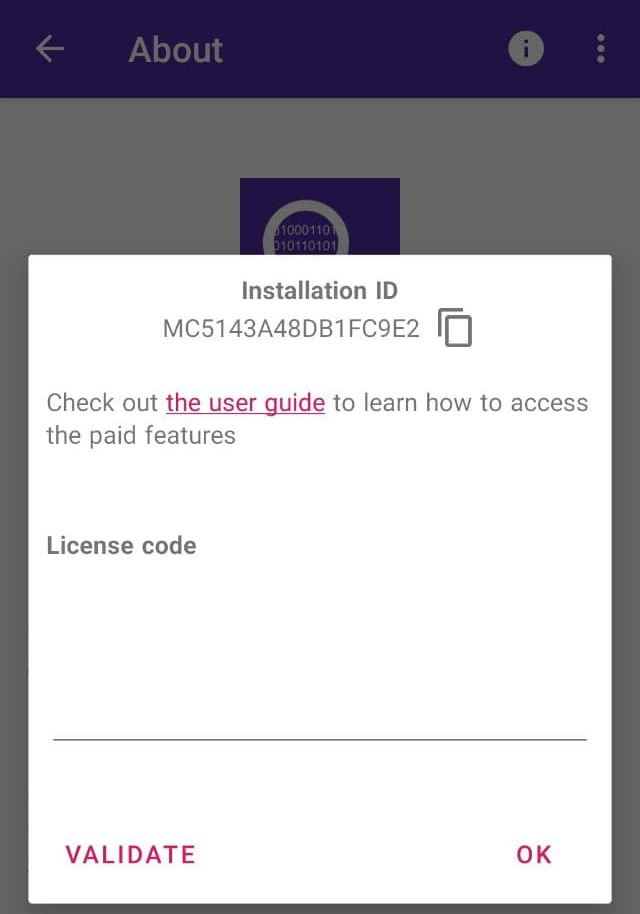 About
010001101
010110101
Installation ID
MC5143A48DB1FC9E2
Check out the user guide to learn how to access
the paid features
License code
VALIDATE
OK